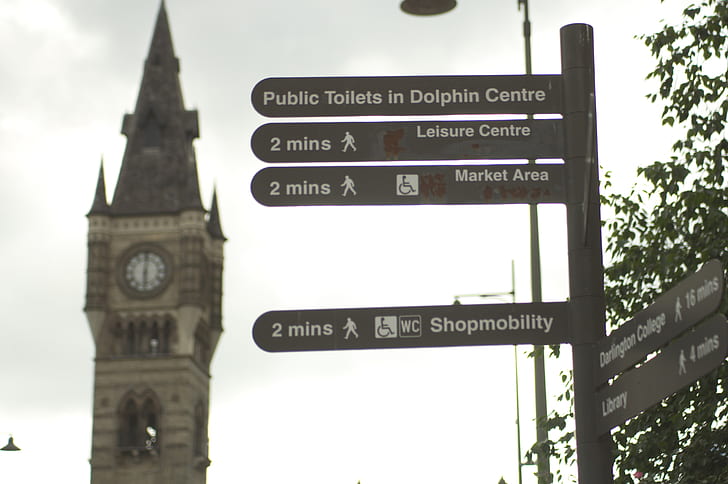 Public Toilets in Dolphin Centre
2 mins Leisure Centre
2 mins Market Area
2 mins WC Shopmobility
Darlington College 16 mins
Library 4 mins